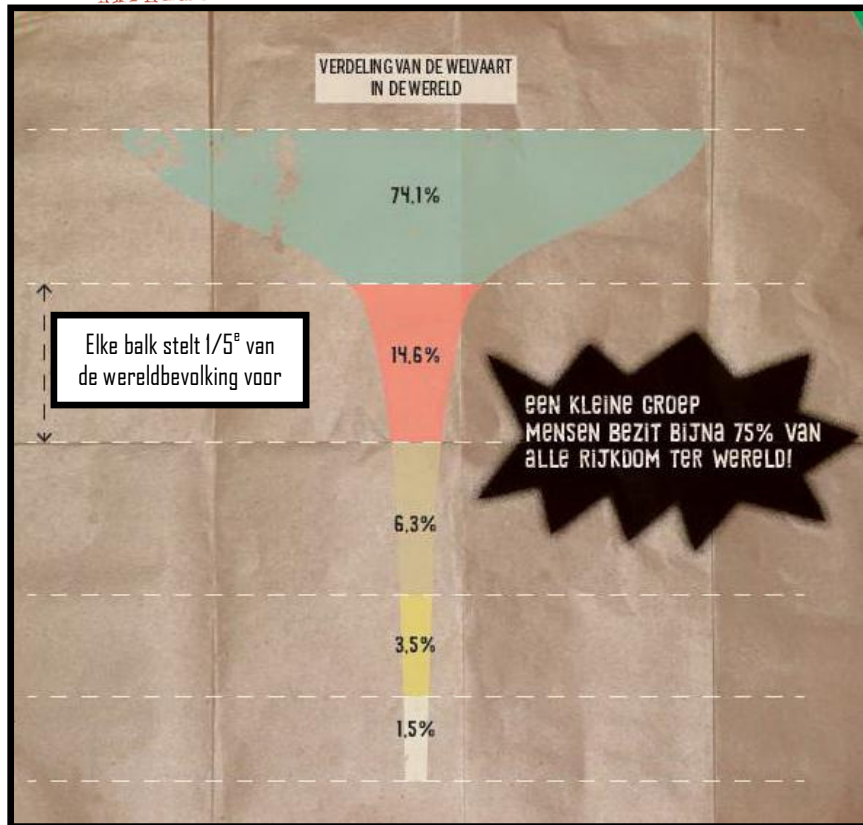 VERDELING VAN DE WELVAART
IN DE WERELD
74,1%
Elke balk stelt 1/5e van
de wereldbevolking voor
14,6%
EEN KLEINE GROEP
MENSEN BEZIT BIJNA 75% VAN
ALLE RIJKDOM TER WERELD!
6,3%
3,5%
1,5%